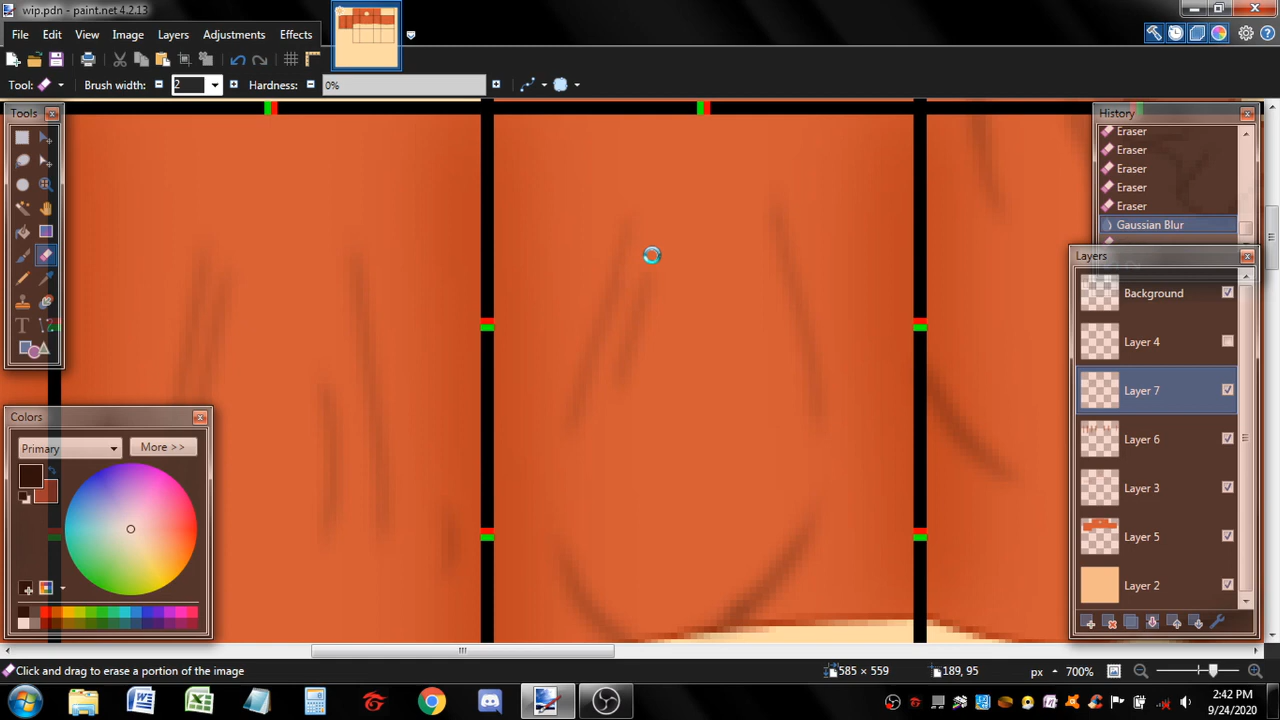 wip.pdn - paint.net 4.2.13
File Edit View Image Layers Adjustments Effects
Tool: Brush width: 2 Hardness: 0%
Tools
History
Eraser
Eraser
Eraser
Eraser
Eraser
Gaussian Blur
Layers
Background
Layer 4
Layer 7
Layer 6
Layer 3
Layer 5
Layer 2
Colors
Primary More >>
Click and drag to erase a portion of the image 585 × 559 189, 95 px 700%
2:42 PM
9/24/2020